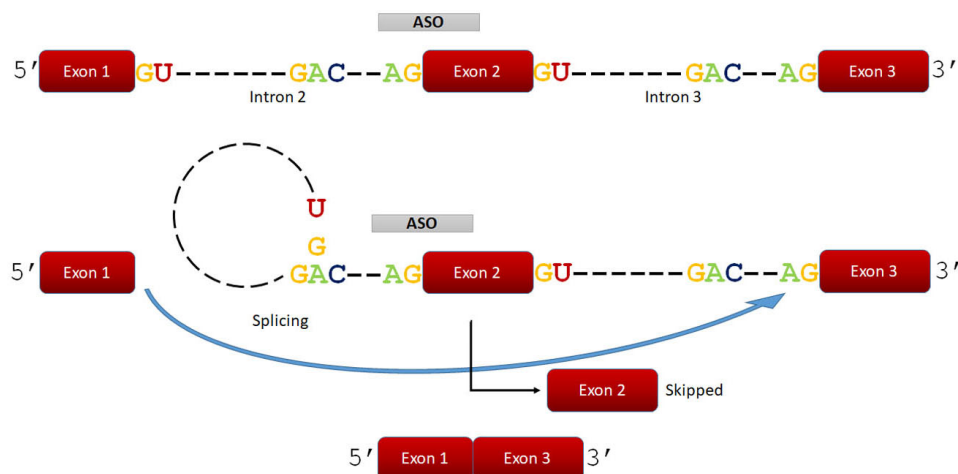 ASO
5' Exon 1 GU GAC AG Exon 2 GU GAC AG Exon 3 3'
Intron 2 Intron 3
U
ASO
G
5' Exon 1 GAC AG Exon 2 GU GAC AG Exon 3 3'
Splicing
Exon 2 Skipped
5' Exon 1 Exon 3 3'